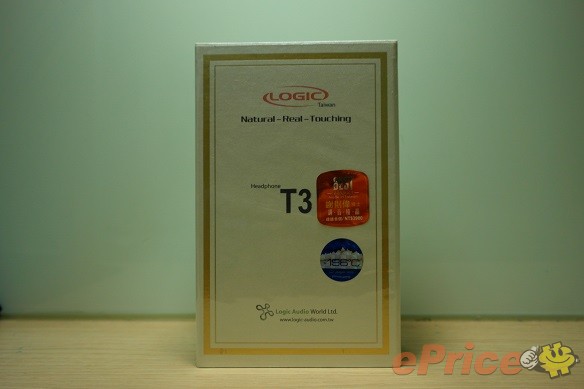 LOGIC
Taiwan
Natural-Real-Touching
Headphone
T3
Logic Audio World Ltd.
www.logic-audio.com.tw
ePrice